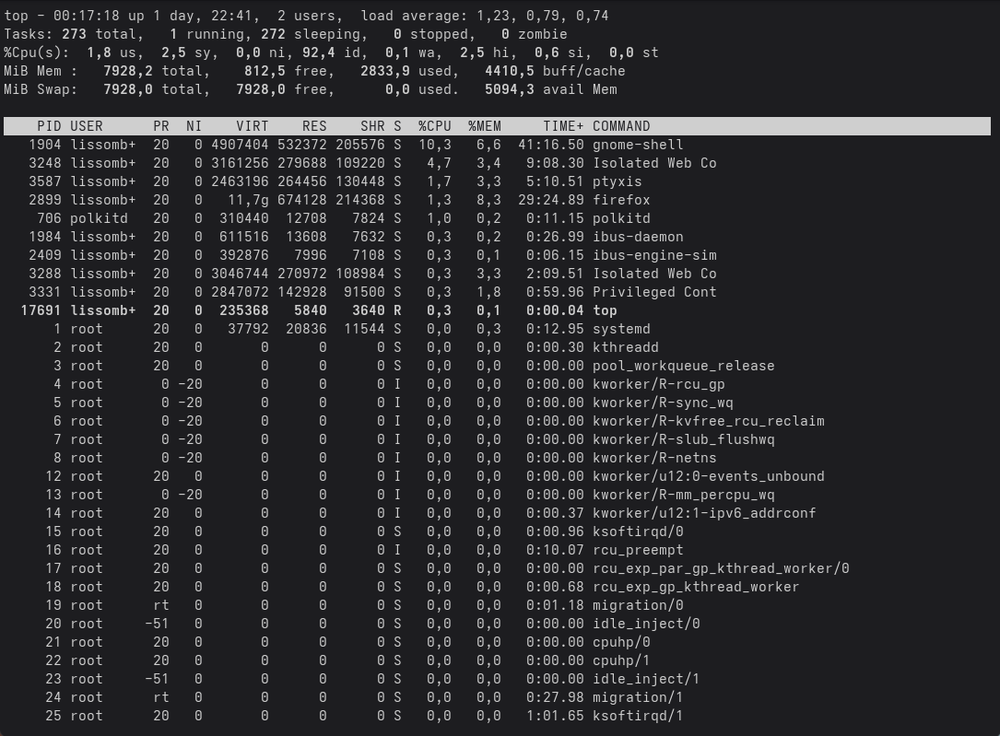 top - 00:17:18 up 1 day, 22:41,  2 users,  load average: 1,23, 0,79, 0,74
Tasks: 273 total,   1 running, 272 sleeping,   0 stopped,   0 zombie
%Cpu(s):  1,8 us,  2,5 sy,  0,0 ni, 92,4 id,  0,1 wa,  2,5 hi,  0,6 si,  0,0 st
MiB Mem :   7928,2 total,    812,5 free,   2833,9 used,   4410,5 buff/cache
MiB Swap:   7928,0 total,   7928,0 free,      0,0 used.   5094,3 avail Mem
    PID USER      PR  NI    VIRT    RES    SHR S  %CPU  %MEM     TIME+ COMMAND
   1904 lissomb+  20   0 4907404 532372 205576 S  10,3   6,6  41:16.50 gnome-shell
   3248 lissomb+  20   0 3161256 279688 109220 S   4,7   3,4   9:08.30 Isolated Web Co
   3587 lissomb+  20   0 2463196 264456 130448 S   1,7   3,3   5:10.51 ptyxis
   2899 lissomb+  20   0   11,7g 674128 214368 S   1,3   8,3  29:24.89 firefox
    706 polkitd   20   0  310440  12708   7824 S   1,0   0,2   0:11.15 polkitd
   1984 lissomb+  20   0  611516  13608   7632 S   0,3   0,2   0:26.99 ibus-daemon
   2409 lissomb+  20   0  392876   7996   7108 S   0,3   0,1   0:06.15 ibus-engine-sim
   3288 lissomb+  20   0 3046744 270972 108984 S   0,3   3,3   2:09.51 Isolated Web Co
   3331 lissomb+  20   0 2847072 142928  91500 S   0,3   1,8   0:59.96 Privileged Cont
  17691 lissomb+  20   0  235368   5840   3640 R   0,3   0,1   0:00.04 top
      1 root      20   0   37792  20836  11544 S   0,0   0,3   0:12.95 systemd
      2 root      20   0       0      0      0 S   0,0   0,0   0:00.30 kthreadd
      3 root      20   0       0      0      0 S   0,0   0,0   0:00.00 pool_workqueue_release
      4 root       0 -20       0      0      0 I   0,0   0,0   0:00.00 kworker/R-rcu_gp
      5 root       0 -20       0      0      0 I   0,0   0,0   0:00.00 kworker/R-sync_wq
      6 root       0 -20       0      0      0 I   0,0   0,0   0:00.00 kworker/R-kvfree_rcu_reclaim
      7 root       0 -20       0      0      0 I   0,0   0,0   0:00.00 kworker/R-slub_flushwq
      8 root       0 -20       0      0      0 I   0,0   0,0   0:00.00 kworker/R-netns
     12 root      20   0       0      0      0 I   0,0   0,0   0:00.00 kworker/u12:0-events_unbound
     13 root       0 -20       0      0      0 I   0,0   0,0   0:00.00 kworker/R-mm_percpu_wq
     14 root      20   0       0      0      0 I   0,0   0,0   0:00.37 kworker/u12:1-ipv6_addrconf
     15 root      20   0       0      0      0 S   0,0   0,0   0:00.96 ksoftirqd/0
     16 root      20   0       0      0      0 I   0,0   0,0   0:10.07 rcu_preempt
     17 root      20   0       0      0      0 S   0,0   0,0   0:00.00 rcu_exp_par_gp_kthread_worker/0
     18 root      20   0       0      0      0 S   0,0   0,0   0:00.68 rcu_exp_gp_kthread_worker
     19 root      rt   0       0      0      0 S   0,0   0,0   0:01.18 migration/0
     20 root     -51   0       0      0      0 S   0,0   0,0   0:00.00 idle_inject/0
     21 root      20   0       0      0      0 S   0,0   0,0   0:00.00 cpuhp/0
     22 root      20   0       0      0      0 S   0,0   0,0   0:00.00 cpuhp/1
     23 root     -51   0       0      0      0 S   0,0   0,0   0:00.00 idle_inject/1
     24 root      rt   0       0      0      0 S   0,0   0,0   0:27.98 migration/1
     25 root      20   0       0      0      0 S   0,0   0,0   1:01.65 ksoftirqd/1